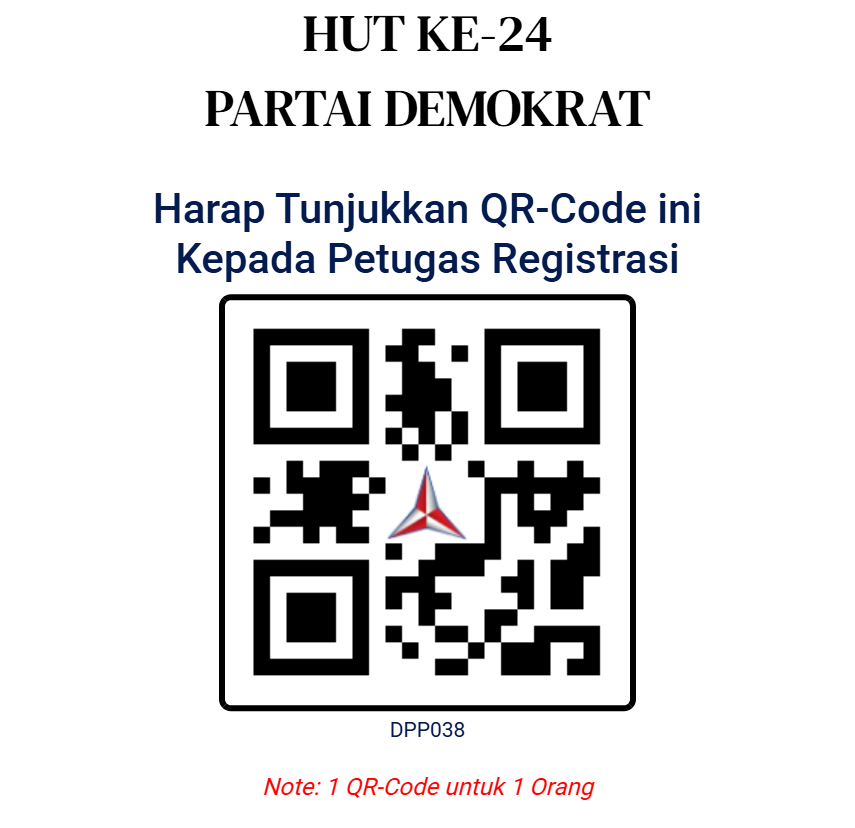 HUT KE-24
PARTAI DEMOKRAT
Harap Tunjukkan QR-Code ini
Kepada Petugas Registrasi
DPP038
Note: 1 QR-Code untuk 1 Orang